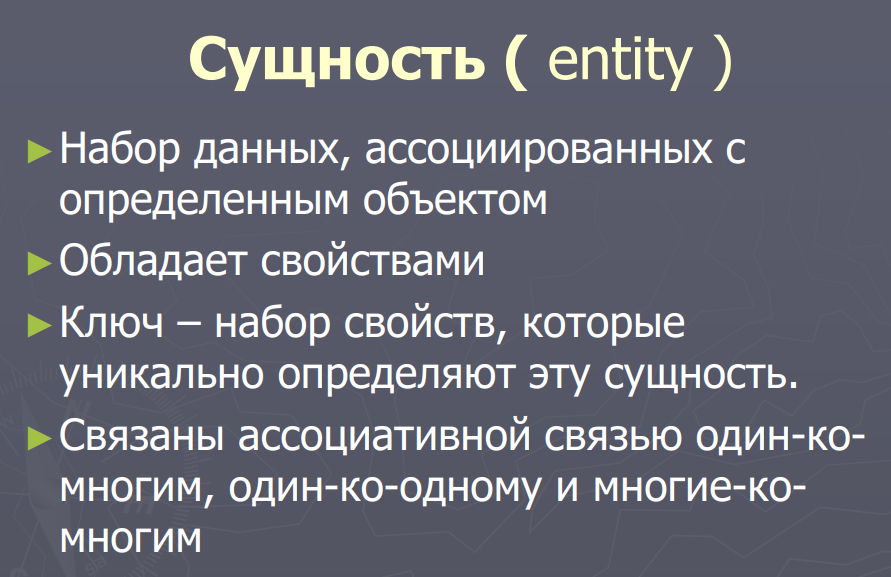 Сущность ( entity )
►Набор данных, ассоциированных с
определенным объектом
►Обладает свойствами
►Ключ – набор свойств, которые
уникально определяют эту сущность.
►Связаны ассоциативной связью один-ко-
многим, один-ко-одному и многие-ко-
многим